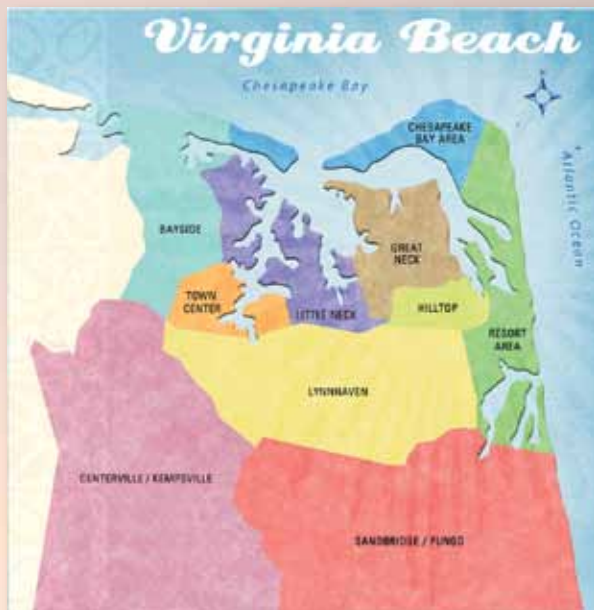 Virginia Beach
Chesapeake Bay
CHESAPEAKE
BAY AREA
Atlantic Ocean
BAYSIDE
GREAT
NECK
TOWN
CENTER
LITTLE NECK
HILLTOP
RESORT
AREA
LYNNHAVEN
CENTERVILLE / KEMPSVILLE
SANDBRIDGE / PUNGO